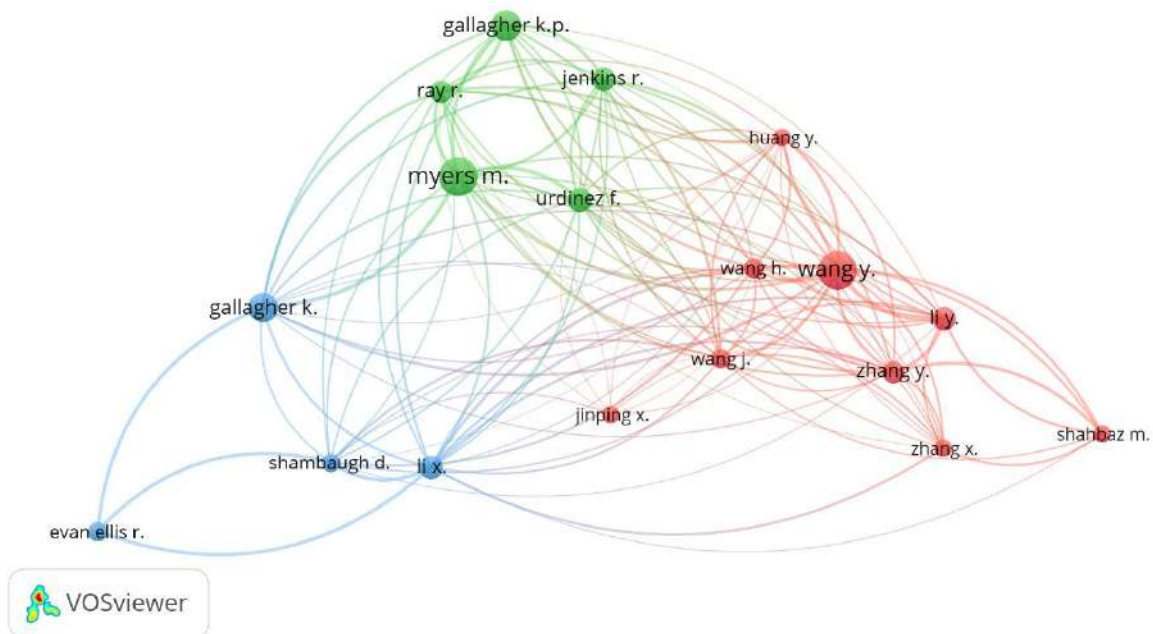 gallagher k.p.
jenkins r.
ray r.
huang y.
myers m.
urdinez f.
wang h.
wang y.
gallagher k.
li y.
wang j.
zhang y.
jinping x.
shahbaz m.
zhang x.
shambaugh d.
li x.
evan ellis r.
VOSviewer